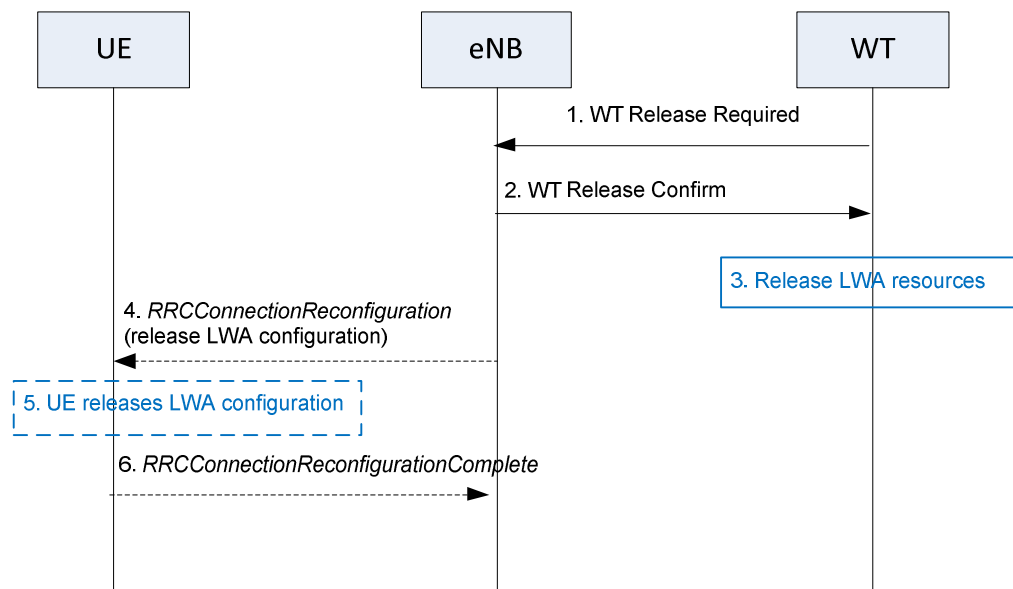 UE
eNB
WT
1. WT Release Required
2. WT Release Confirm
3. Release LWA resources
4. RRCConnectionReconfiguration
(release LWA configuration)
5. UE releases LWA configuration
6. RRCConnectionReconfigurationComplete